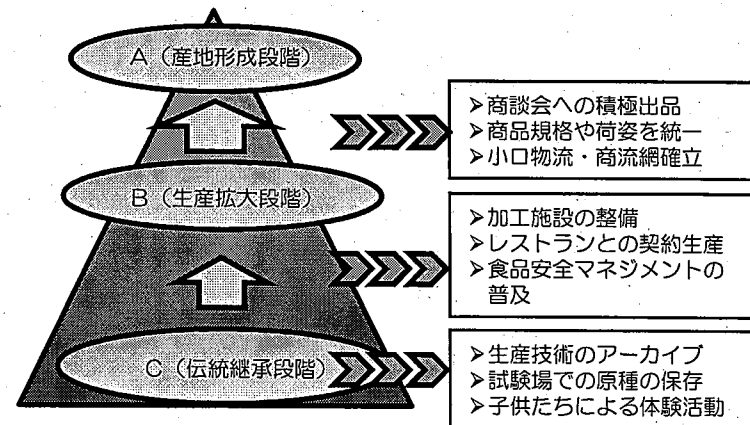 A（産地形成段階）
➢商談会への積極出品
➢商品規格や荷姿を統一
➢小口物流・商流網確立
B（生産拡大段階）
➢加工施設の整備
➢レストランとの契約生産
➢食品安全マネジメントの
普及
C（伝統継承段階）
➢生産技術のアーカイブ
➢試験場での原種の保存
➢子供たちによる体験活動